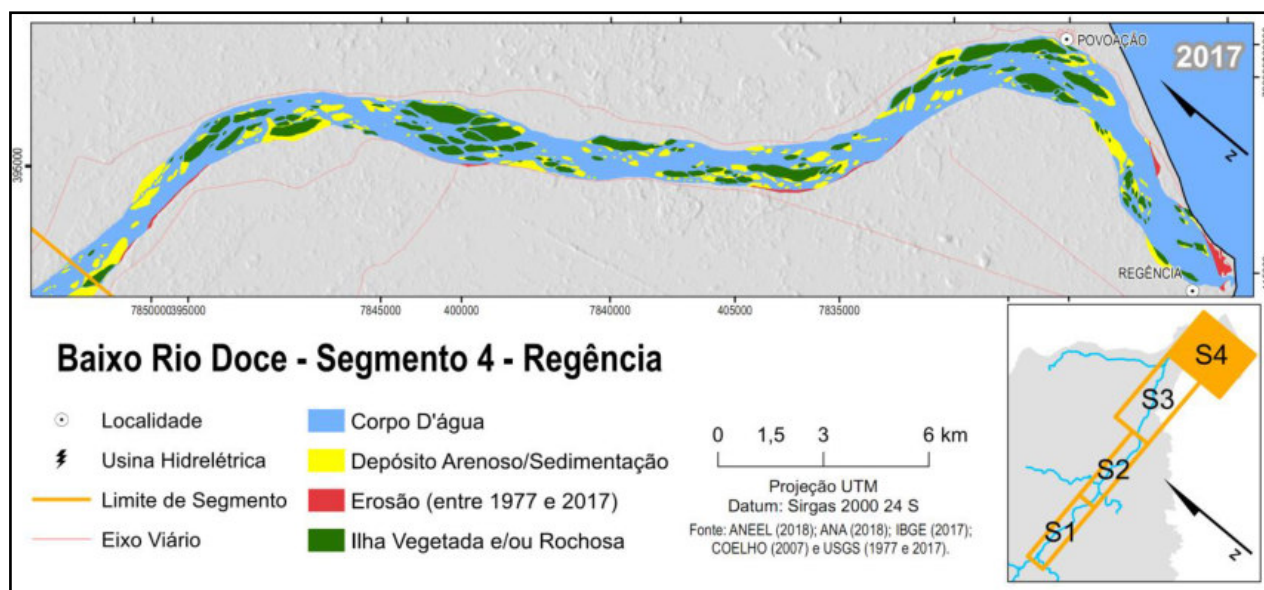 POVOAÇÃO
2017
N
395000
REGÊNCIA
7850000395000
7845000
400000
7840000
405000
7835000
Baixo Rio Doce - Segmento 4 - Regência
Localidade
Usina Hidrelétrica
Limite de Segmento
Eixo Viário
Corpo D'água
Depósito Arenoso/Sedimentação
Erosão (entre 1977 e 2017)
Ilha Vegetada e/ou Rochosa
0 1,5 3 6 km
Projeção UTM
Datum: Sirgas 2000 24 S
Fonte: ANEEL (2018); ANA (2018); IBGE (2017);
COELHO (2007) e USGS (1977 e 2017).
S4
S3
S2
S1
N